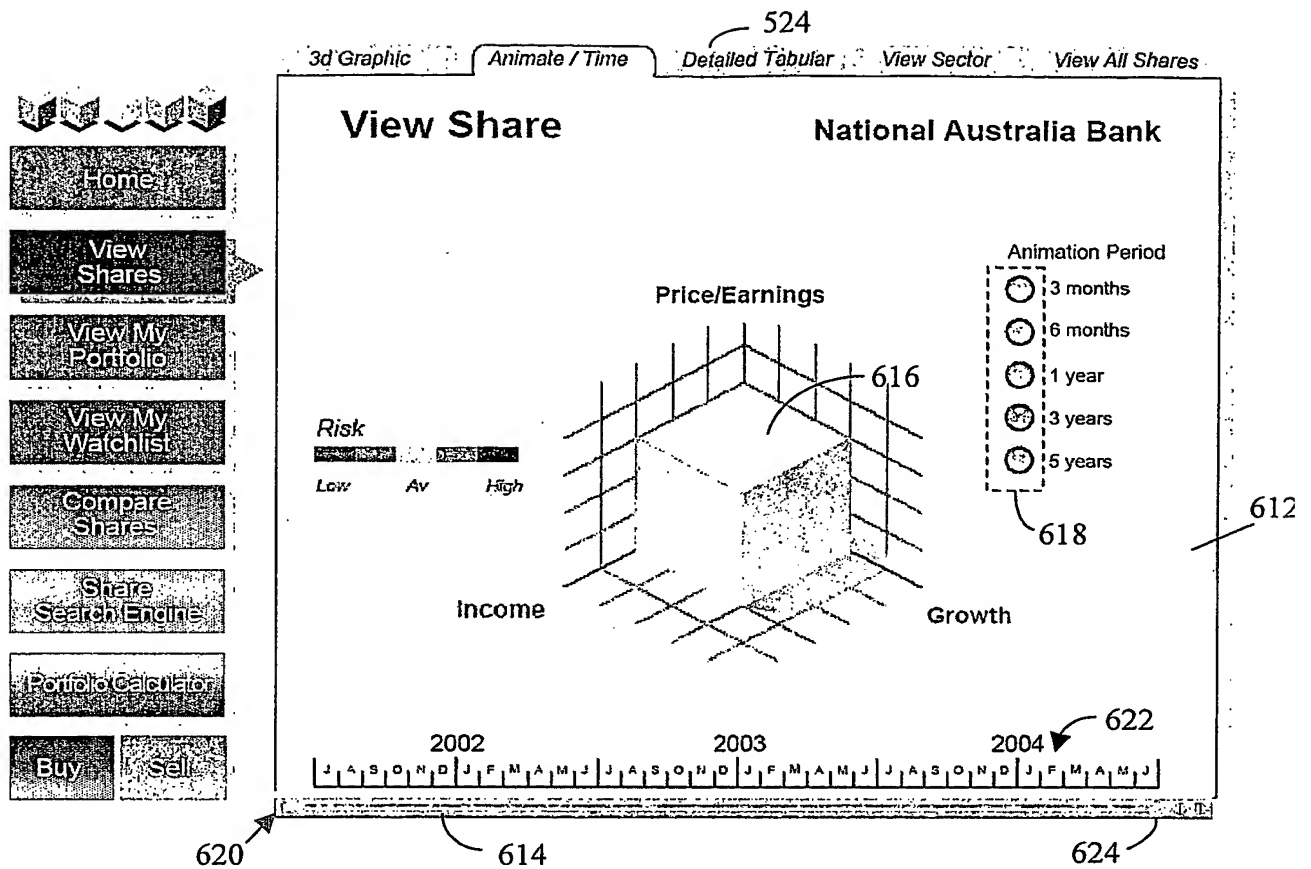 524
3d Graphic
Animate / Time
Detailed Tabular
View Sector
View All Shares
View Share
National Australia Bank
Home
View
Shares
View My
Portfolio
View My
Watchlist
Compare
Shares
Share
Search Engine
Portfolio Calculator
Buy
Sell
Animation Period
3 months
6 months
1 year
3 years
5 years
618
612
Price/Earnings
616
Risk
Low Av High
Income
Growth
622
2002 2003 2004
J A S O N D J F M A M J J A S O N D J F M A M J J A S O N D J F M A M J
620
614
624